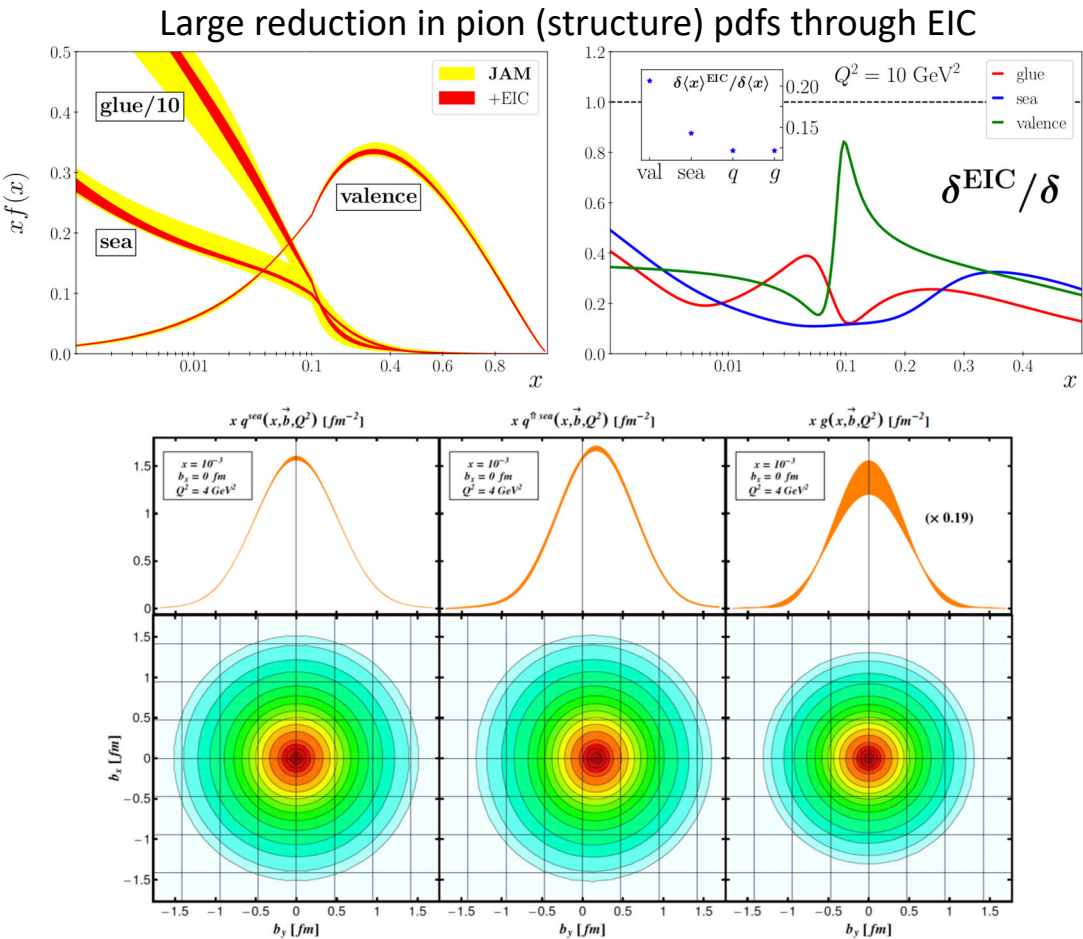 Large reduction in pion (structure) pdfs through EIC
0.5
0.4
0.3
0.2
0.1
0.0
x f(x)
glue/10
sea
valence
JAM
+EIC
0.01 0.1 0.2 0.4 0.6 0.8
x
1.2
1.0
0.8
0.6
0.4
0.2
0.0
δ⟨x⟩^EIC/δ⟨x⟩
0.20
0.15
val sea q g
Q² = 10 GeV²
glue
sea
valence
δ^EIC/δ
0.01 0.1 0.2 0.3 0.4
x
x q^sea(x,b⃗,Q²) [fm⁻²] x q^⇑ sea(x,b⃗,Q²) [fm⁻²] x g(x,b⃗,Q²) [fm⁻²]
1.5
1
0.5
0
x = 10⁻³
b_x = 0 fm
Q² = 4 GeV²
x = 10⁻³
b_x = 0 fm
Q² = 4 GeV²
x = 10⁻³
b_x = 0 fm
Q² = 4 GeV²
(× 0.19)
1.5
1
0.5
0
−0.5
−1
−1.5
b_x [fm]
−1.5 −1 −0.5 0 0.5 1 1.5 −1.5 −1 −0.5 0 0.5 1 1.5 −1.5 −1 −0.5 0 0.5 1 1.5
b_y [fm] b_y [fm] b_y [fm]